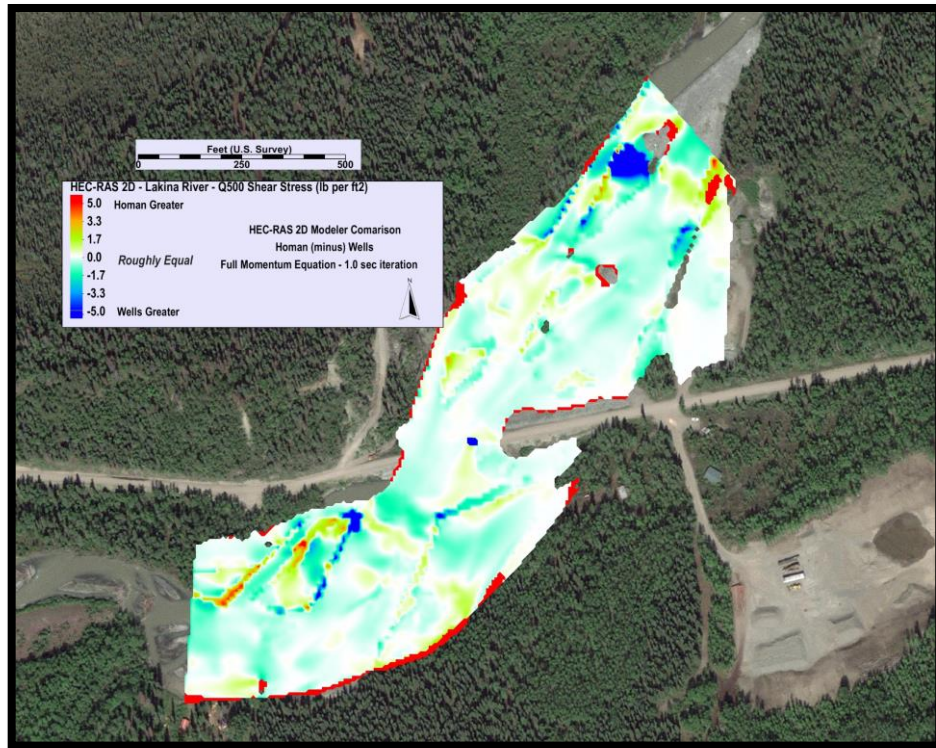 Feet (U.S. Survey)
0 250 500
HEC-RAS 2D - Lakina River - Q500 Shear Stress (lb per ft2)
5.0 Homan Greater
3.3
1.7
0.0 Roughly Equal
-1.7
-3.3
-5.0 Wells Greater
HEC-RAS 2D Modeler Comarison
Homan (minus) Wells
Full Momentum Equation - 1.0 sec iteration
N